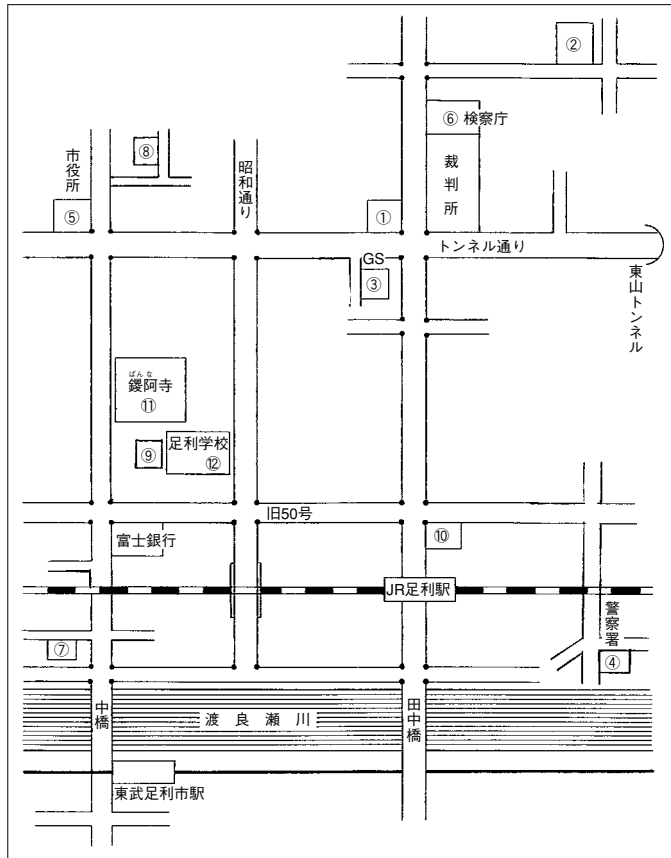 ②
⑥ 検察庁
裁判所
市役所
⑧
昭和通り
⑤
①
トンネル通り
GS
③
東山トンネル
ばんな
鑁阿寺
⑪
⑨
足利学校
⑫
旧50号
富士銀行
⑩
JR足利駅
警察署
⑦
④
中橋
渡良瀬川
田中橋
東武足利市駅